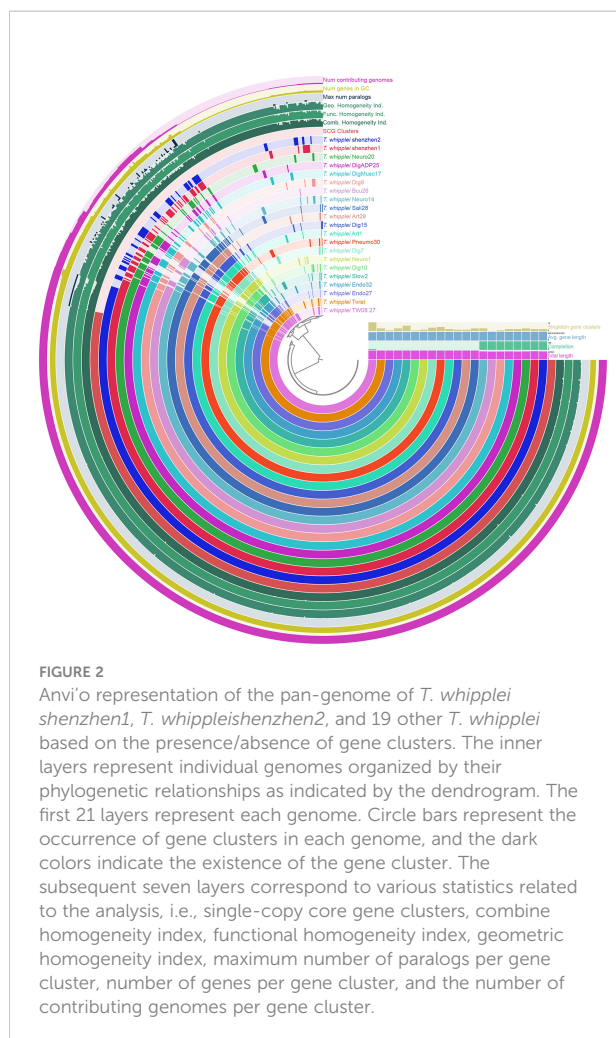 Num contributing genomes
Num genes in GC
Max num paralogs
Geo. Homogeneity Ind.
Func. Homogeneity Ind.
Comb. Homogeneity Ind.
SCG Clusters
T. whipplei shenzhen2
T. whipplei shenzhen1
T. whipplei Neuro20
T. whipplei DigADP25
T. whipplei DigMusc17
T. whipplei Dig9
T. whipplei Bcu26
T. whipplei Neuro14
T. whipplei Sali28
T. whipplei Art29
T. whipplei Dig15
T. whipplei Art1
T. whipplei Pneumo30
T. whipplei Dig7
T. whipplei Neuro1
T. whipplei Dig10
T. whipplei Slow2
T. whipplei Endo32
T. whipplei Endo27
T. whipplei Twist
T. whipplei TW08 27
Singleton gene clusters
Avg. gene length
Completion
Total length
FIGURE 2
Anvi'o representation of the pan-genome of T. whipplei
shenzhen1, T. whippleishenzhen2, and 19 other T. whipplei
based on the presence/absence of gene clusters. The inner
layers represent individual genomes organized by their
phylogenetic relationships as indicated by the dendrogram. The
first 21 layers represent each genome. Circle bars represent the
occurrence of gene clusters in each genome, and the dark
colors indicate the existence of the gene cluster. The
subsequent seven layers correspond to various statistics related
to the analysis, i.e., single-copy core gene clusters, combine
homogeneity index, functional homogeneity index, geometric
homogeneity index, maximum number of paralogs per gene
cluster, number of genes per gene cluster, and the number of
contributing genomes per gene cluster.